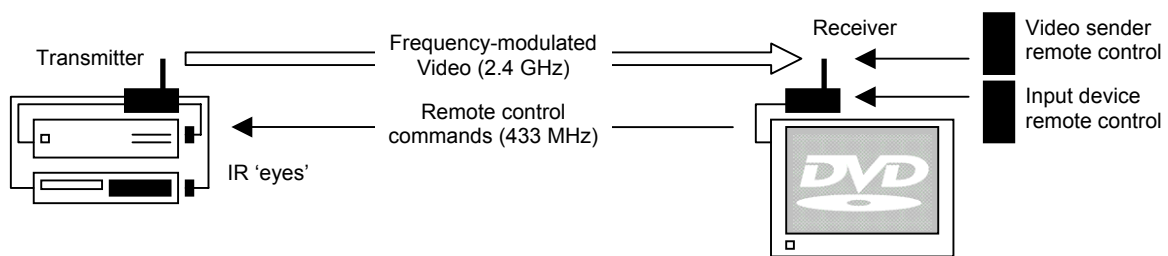 Transmitter
Frequency-modulated
Video (2.4 GHz)
Receiver
Video sender
remote control
Remote control
commands (433 MHz)
Input device
remote control
IR ‘eyes’
DVD